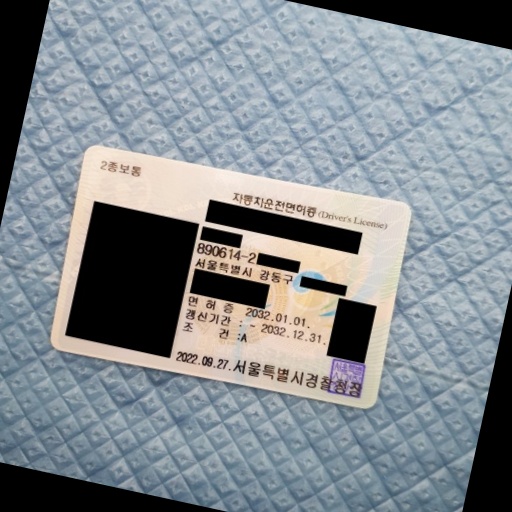 2종보통
자동차운전면허증 (Driver's License)
890614-2
서울특별시 강동구
면 허 증 2032.01.01.
갱신기간 : ~ 2032.12.31.
조 건 :A
2022.09.27. 서울특별시경찰청장